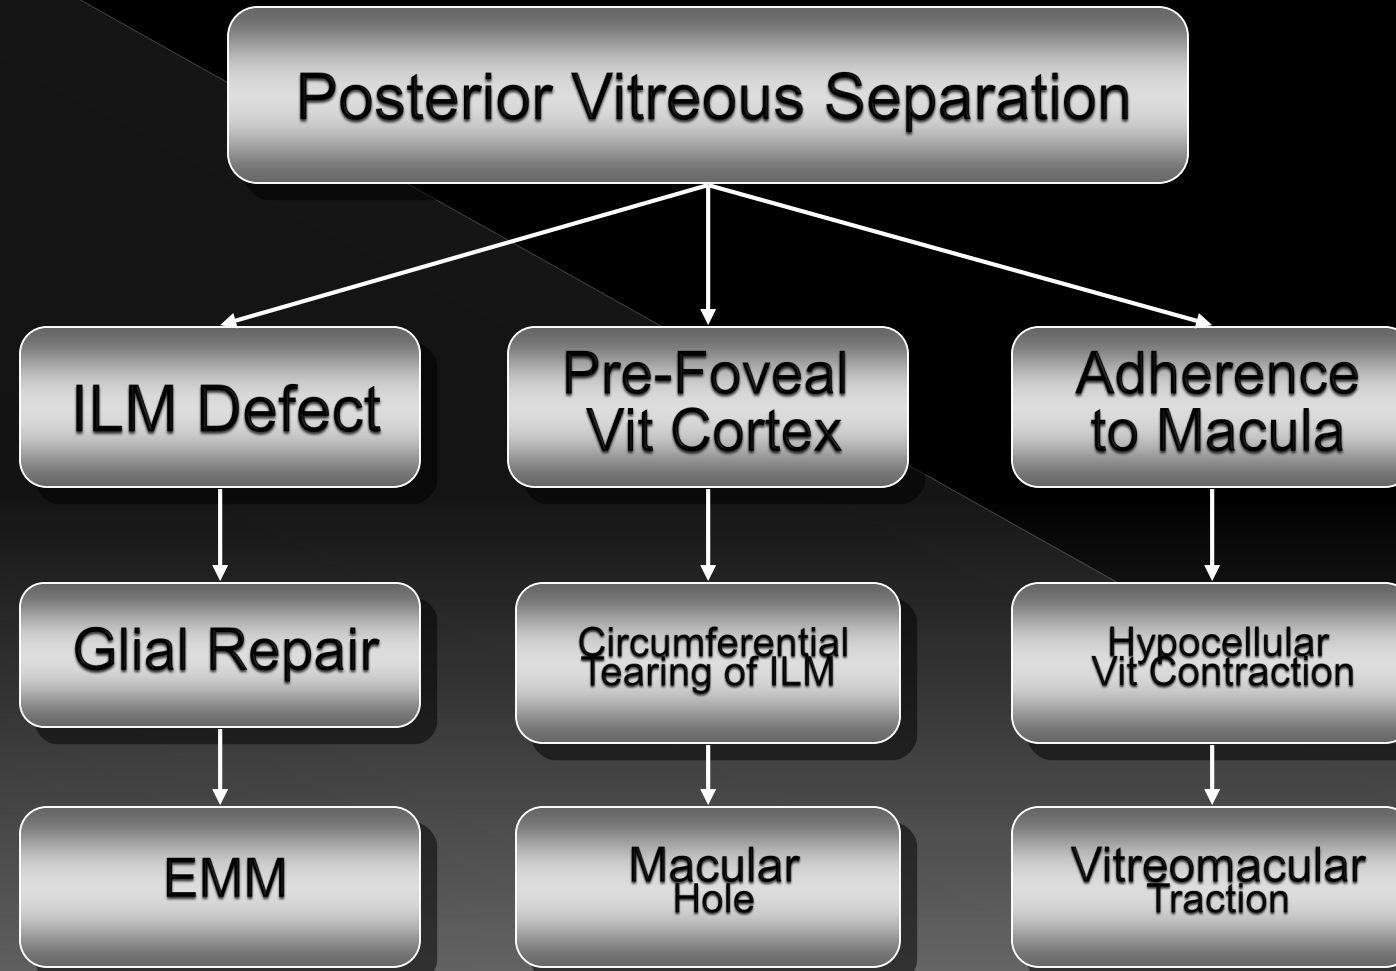 Posterior Vitreous Separation
ILM Defect
Pre-Foveal
Vit Cortex
Adherence
to Macula
Glial Repair
Circumferential
Tearing of ILM
Hypocellular
Vit Contraction
EMM
Macular
Hole
Vitreomacular
Traction